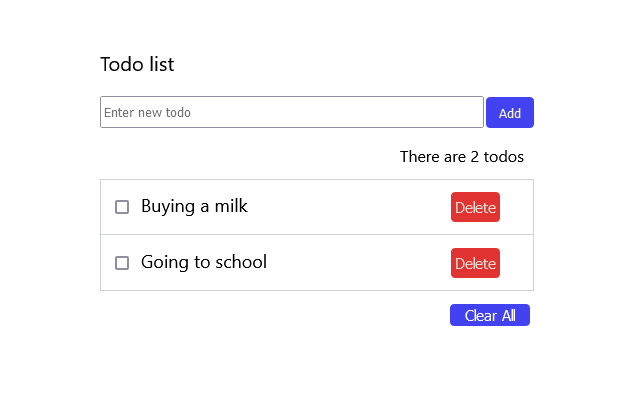 Todo list
Enter new todo Add
There are 2 todos
Buying a milk Delete
Going to school Delete
Clear All